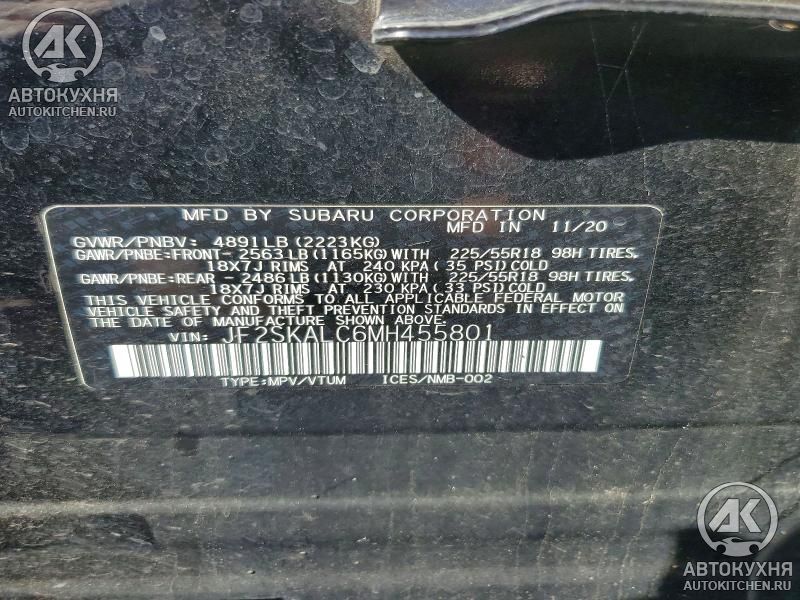 AK
АВТОКУХНЯ
AUTOKITCHEN.RU
MFD BY SUBARU CORPORATION
MFD IN 11/20
GVWR/PNBV: 4891LB (2223KG)
GAWR/PNBE:FRONT- 2563LB (1165KG) WITH 225/55R18 98H TIRES,
18X7J RIMS AT 240 KPA (35 PSI) COLD
GAWR/PNBE:REAR -2486LB (1130KG) WITH 225/55R18 98H TIRES,
18X7J RIMS AT 230 KPA (33 PSI) COLD
THIS VEHICLE CONFORMS TO ALL APPLICABLE FEDERAL MOTOR
VEHICLE SAFETY AND THEFT PREVENTION STANDARDS IN EFFECT ON
THE DATE OF MANUFACTURE SHOWN ABOVE.
VIN: JF2SKALC6MH455801
TYPE:MPV/VTUM ICES/NMB-002
AK
АВТОКУХНЯ
AUTOKITCHEN.RU